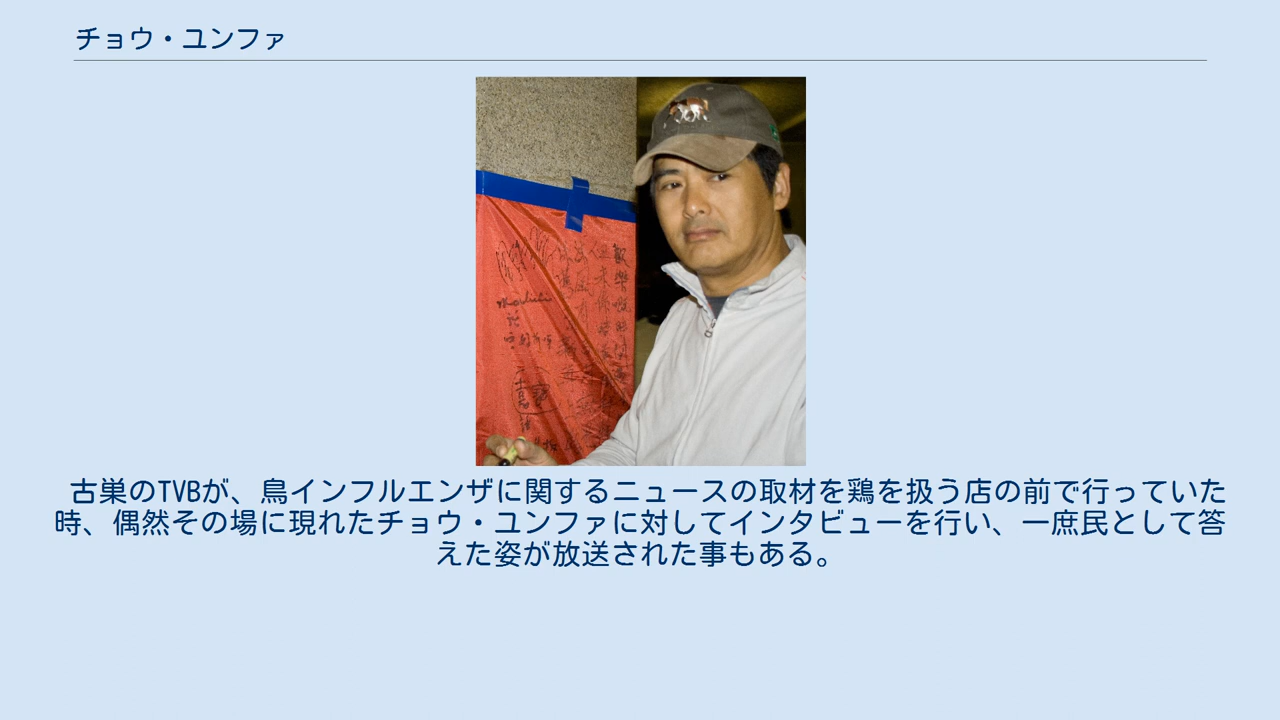 チョウ・ユンファ
古巣のTVBが、鳥インフルエンザに関するニュースの取材を鶏を扱う店の前で行っていた
時、偶然その場に現れたチョウ・ユンファに対してインタビューを行い、一庶民として答
えた姿が放送された事もある。